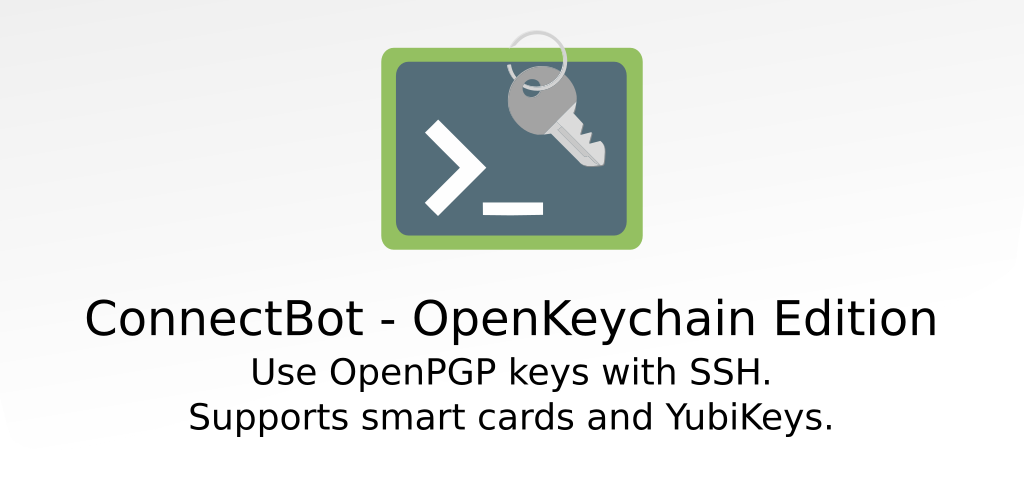 >_
ConnectBot - OpenKeychain Edition
Use OpenPGP keys with SSH.
Supports smart cards and YubiKeys.